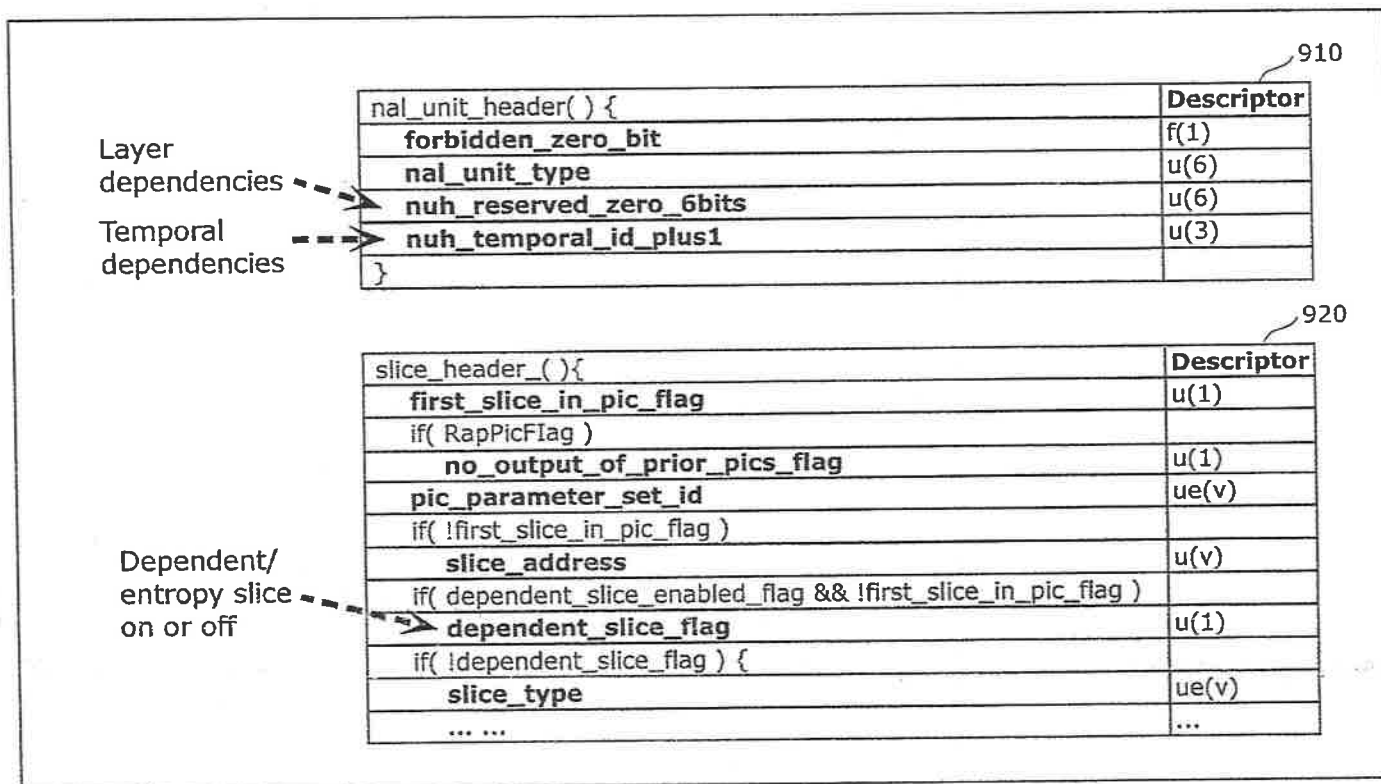 910
nal_unit_header( ) { Descriptor
forbidden_zero_bit f(1)
Layer
dependencies
nal_unit_type u(6)
nuh_reserved_zero_6bits u(6)
Temporal
dependencies
nuh_temporal_id_plus1 u(3)
}
920
slice_header_( ){ Descriptor
first_slice_in_pic_flag u(1)
if( RapPicFIag )
no_output_of_prior_pics_flag u(1)
pic_parameter_set_id ue(v)
if( !first_slice_in_pic_flag )
slice_address u(v)
Dependent/
entropy slice
on or off
if( dependent_slice_enabled_flag && !first_slice_in_pic_flag )
dependent_slice_flag u(1)
if( !dependent_slice_flag ) {
slice_type ue(v)
... ... ...